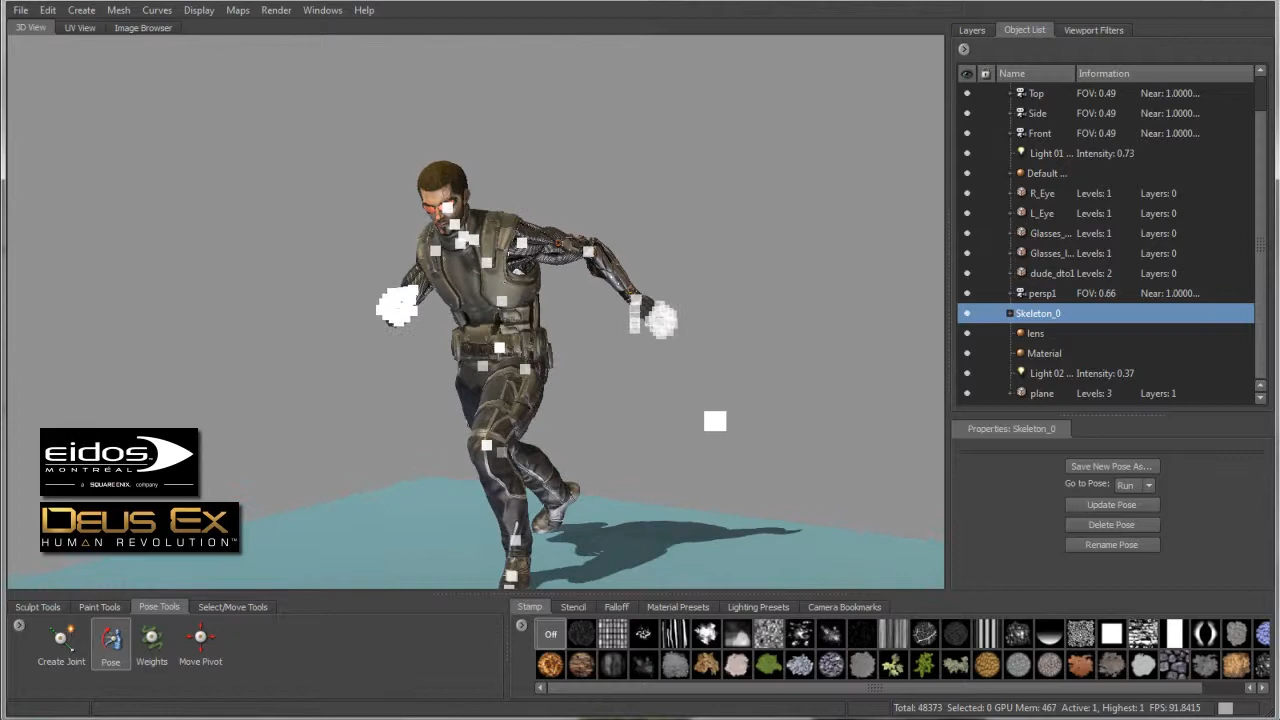 File Edit Create Mesh Curves Display Maps Render Windows Help
3D View UV View Image Browser
Layers Object List Viewport Filters
Name Information
Top FOV: 0.49 Near: 1.0000...
Side FOV: 0.49 Near: 1.0000...
Front FOV: 0.49 Near: 1.0000...
Light 01 ... Intensity: 0.73
Default ...
R_Eye Levels: 1 Layers: 0
L_Eye Levels: 1 Layers: 0
Glasses_... Levels: 1 Layers: 0
Glasses_l... Levels: 1 Layers: 0
dude_dto1 Levels: 2 Layers: 0
persp1 FOV: 0.66 Near: 1.0000...
Skeleton_0
lens
Material
Light 02 ... Intensity: 0.37
plane Levels: 3 Layers: 1
Properties: Skeleton_0
Save New Pose As...
Go to Pose: Run
Update Pose
Delete Pose
Rename Pose
eidos
MONTRÉAL
a SQUARE ENIX. company
DEUS EX
HUMAN REVOLUTION™
Sculpt Tools Paint Tools Pose Tools Select/Move Tools
Create Joint Pose Weights Move Pivot
Stamp Stencil Falloff Material Presets Lighting Presets Camera Bookmarks
Off
Total: 48373 Selected: 0 GPU Mem: 467 Active: 1, Highest: 1 FPS: 91.8415